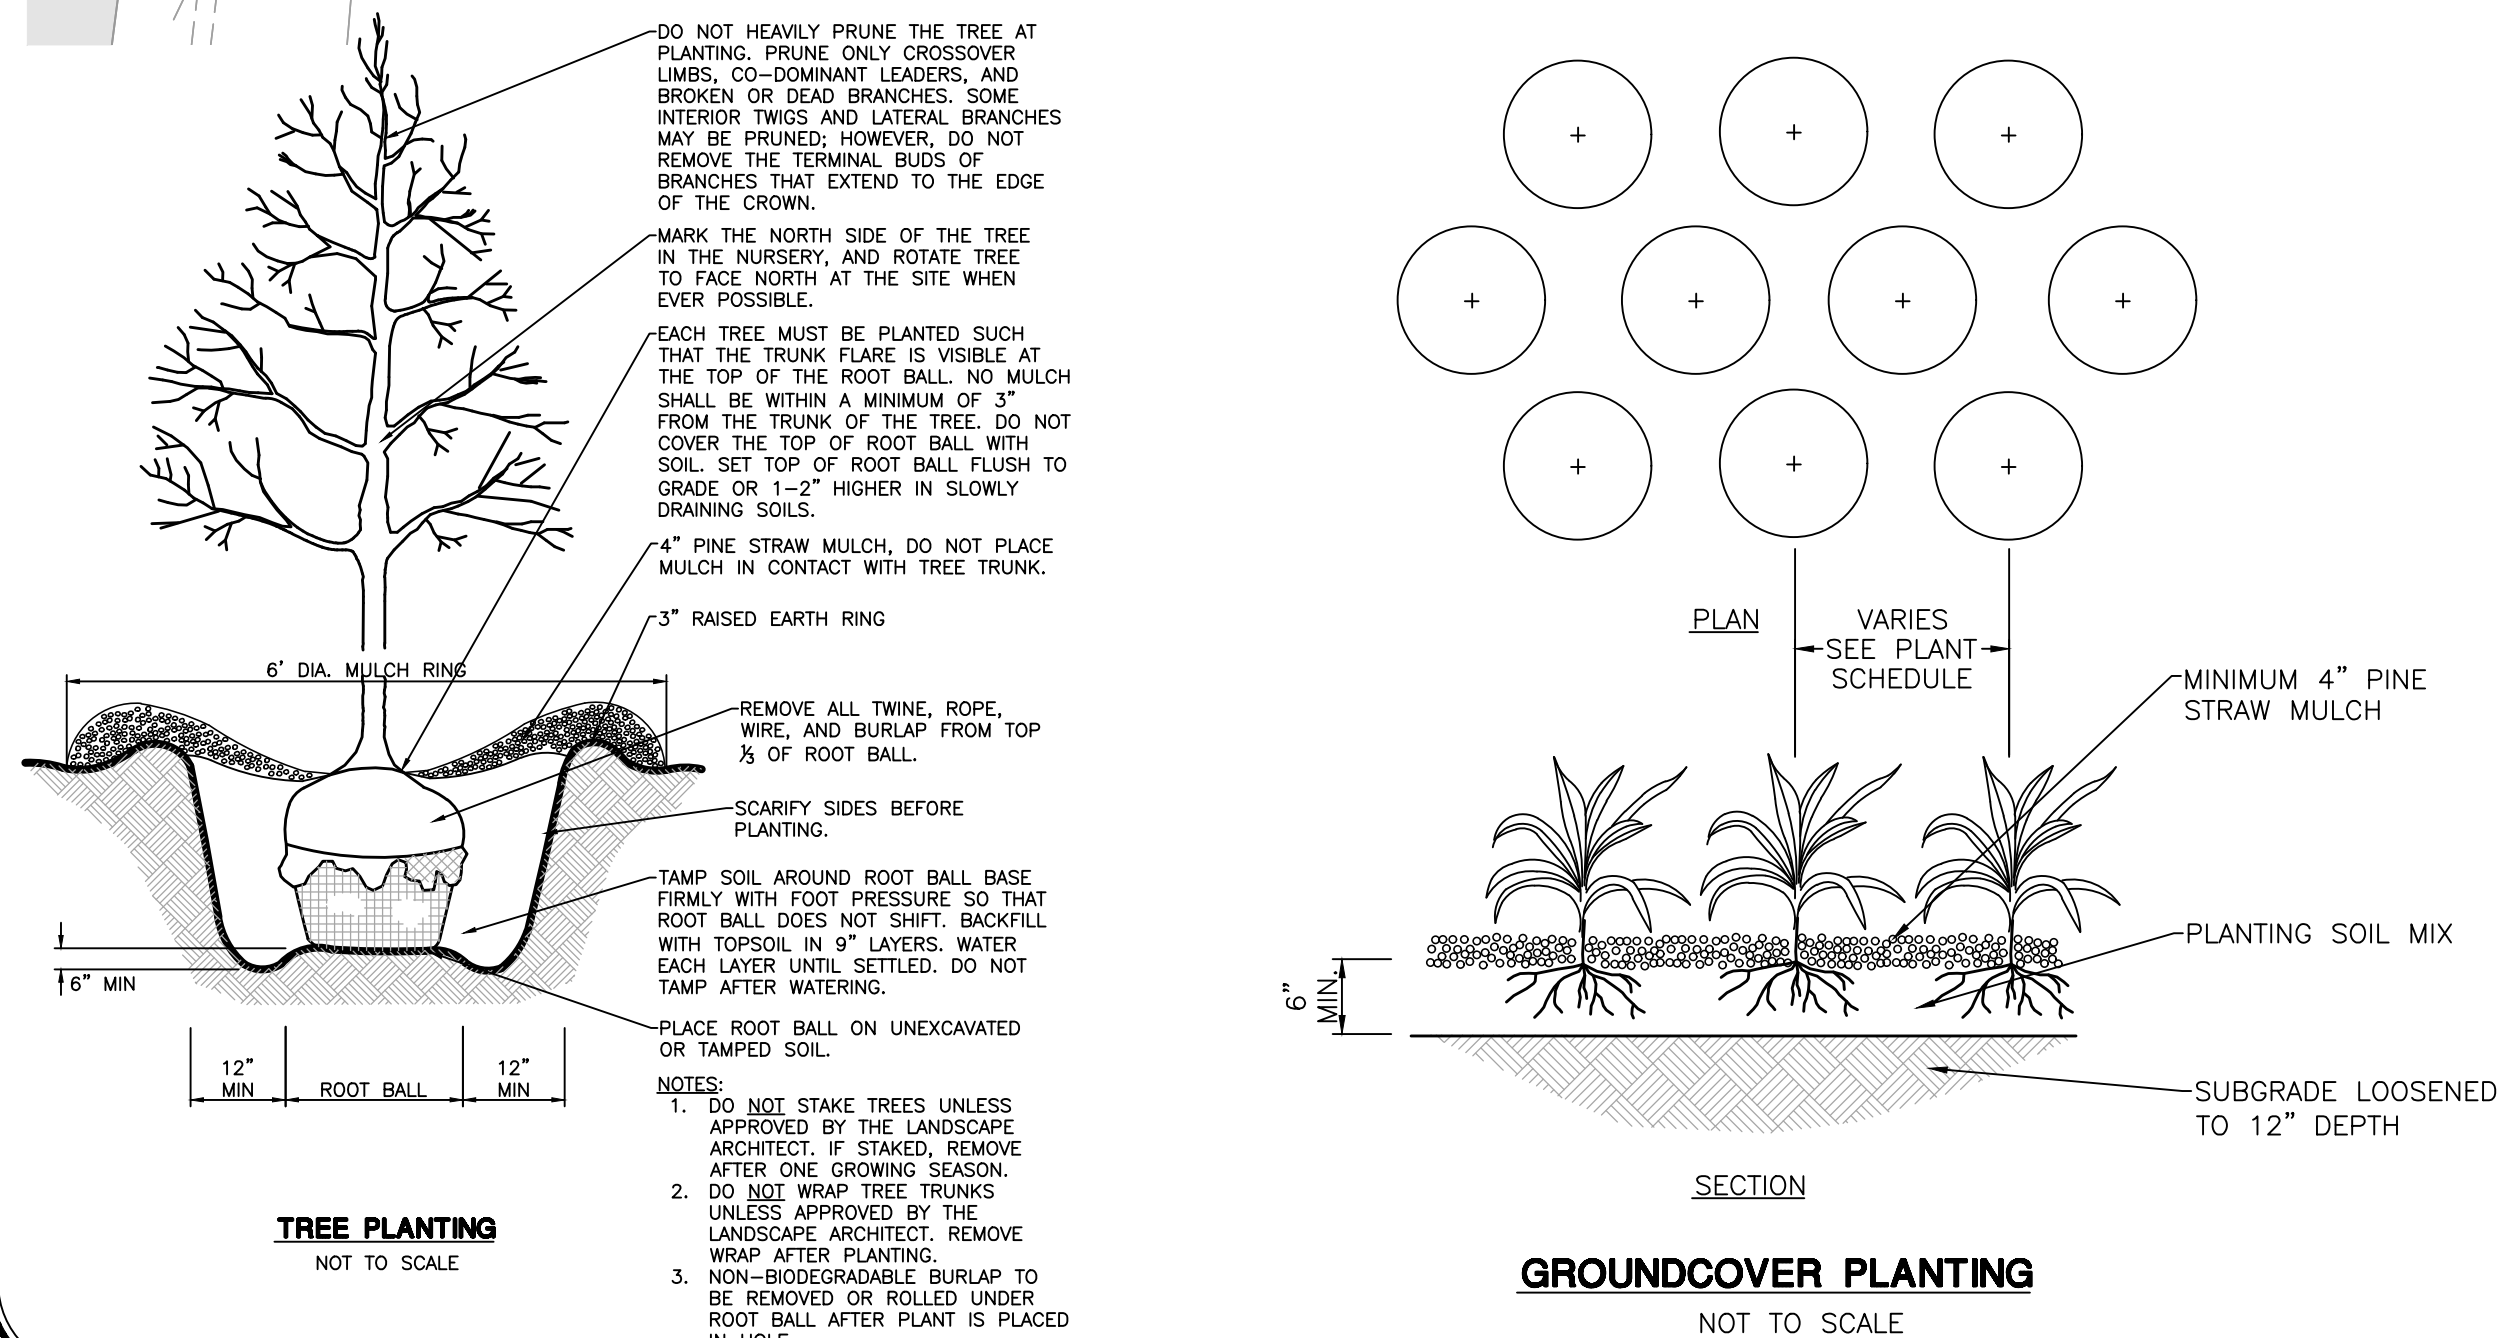 DO NOT HEAVILY PRUNE THE TREE AT
PLANTING. PRUNE ONLY CROSSOVER
LIMBS, CO-DOMINANT LEADERS, AND
BROKEN OR DEAD BRANCHES. SOME
INTERIOR TWIGS AND LATERAL BRANCHES
MAY BE PRUNED; HOWEVER, DO NOT
REMOVE THE TERMINAL BUDS OF
BRANCHES THAT EXTEND TO THE EDGE
OF THE CROWN.
MARK THE NORTH SIDE OF THE TREE
IN THE NURSERY, AND ROTATE TREE
TO FACE NORTH AT THE SITE WHEN
EVER POSSIBLE.
EACH TREE MUST BE PLANTED SUCH
THAT THE TRUNK FLARE IS VISIBLE AT
THE TOP OF THE ROOT BALL. NO MULCH
SHALL BE WITHIN A MINIMUM OF 3”
FROM THE TRUNK OF THE TREE. DO NOT
COVER THE TOP OF ROOT BALL WITH
SOIL. SET TOP OF ROOT BALL FLUSH TO
GRADE OR 1-2” HIGHER IN SLOWLY
DRAINING SOILS.
4” PINE STRAW MULCH, DO NOT PLACE
MULCH IN CONTACT WITH TREE TRUNK.
3” RAISED EARTH RING
6’ DIA. MULCH RING
REMOVE ALL TWINE, ROPE,
WIRE, AND BURLAP FROM TOP
⅓ OF ROOT BALL.
SCARIFY SIDES BEFORE
PLANTING.
TAMP SOIL AROUND ROOT BALL BASE
FIRMLY WITH FOOT PRESSURE SO THAT
ROOT BALL DOES NOT SHIFT. BACKFILL
WITH TOPSOIL IN 9” LAYERS. WATER
EACH LAYER UNTIL SETTLED. DO NOT
TAMP AFTER WATERING.
6” MIN
PLACE ROOT BALL ON UNEXCAVATED
OR TAMPED SOIL.
12”
MIN
ROOT BALL
12”
MIN
NOTES:
1. DO NOT STAKE TREES UNLESS
APPROVED BY THE LANDSCAPE
ARCHITECT. IF STAKED, REMOVE
AFTER ONE GROWING SEASON.
2. DO NOT WRAP TREE TRUNKS
UNLESS APPROVED BY THE
LANDSCAPE ARCHITECT. REMOVE
WRAP AFTER PLANTING.
3. NON-BIODEGRADABLE BURLAP TO
BE REMOVED OR ROLLED UNDER
ROOT BALL AFTER PLANT IS PLACED
IN HOLE
TREE PLANTING
NOT TO SCALE
PLAN
VARIES
SEE PLANT
SCHEDULE
MINIMUM 4” PINE
STRAW MULCH
PLANTING SOIL MIX
6”
MIN.
SUBGRADE LOOSENED
TO 12” DEPTH
SECTION
GROUNDCOVER PLANTING
NOT TO SCALE